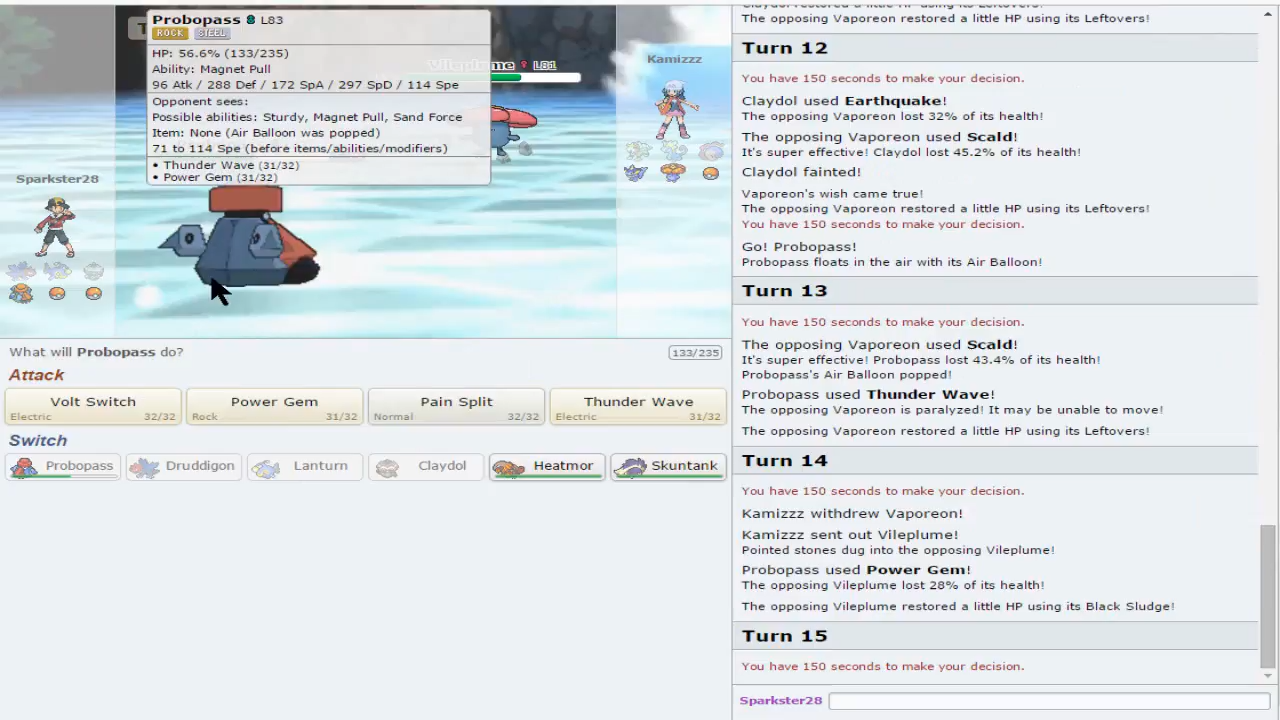 Probopass L83
ROCK STEEL
HP: 56.6% (133/235)
Ability: Magnet Pull
96 Atk / 288 Def / 172 SpA / 297 SpD / 114 Spe
Opponent sees:
Possible abilities: Sturdy, Magnet Pull, Sand Force
Item: None (Air Balloon was popped)
71 to 114 Spe (before items/abilities/modifiers)
• Thunder Wave (31/32)
• Power Gem (31/32)
Vileplume ♀ L81
Kamizzz
Sparkster28
What will Probopass do?
133/235
Attack
Volt Switch
Electric 32/32
Power Gem
Rock 31/32
Pain Split
Normal 32/32
Thunder Wave
Electric 31/32
Switch
Probopass
Druddigon
Lanturn
Claydol
Heatmor
Skuntank
The opposing Vaporeon restored a little HP using its Leftovers!
Turn 12
You have 150 seconds to make your decision.
Claydol used Earthquake!
The opposing Vaporeon lost 32% of its health!
The opposing Vaporeon used Scald!
It's super effective! Claydol lost 45.2% of its health!
Claydol fainted!
Vaporeon's wish came true!
The opposing Vaporeon restored a little HP using its Leftovers!
You have 150 seconds to make your decision.
Go! Probopass!
Probopass floats in the air with its Air Balloon!
Turn 13
You have 150 seconds to make your decision.
The opposing Vaporeon used Scald!
It's super effective! Probopass lost 43.4% of its health!
Probopass's Air Balloon popped!
Probopass used Thunder Wave!
The opposing Vaporeon is paralyzed! It may be unable to move!
The opposing Vaporeon restored a little HP using its Leftovers!
Turn 14
You have 150 seconds to make your decision.
Kamizzz withdrew Vaporeon!
Kamizzz sent out Vileplume!
Pointed stones dug into the opposing Vileplume!
Probopass used Power Gem!
The opposing Vileplume lost 28% of its health!
The opposing Vileplume restored a little HP using its Black Sludge!
Turn 15
You have 150 seconds to make your decision.
Sparkster28